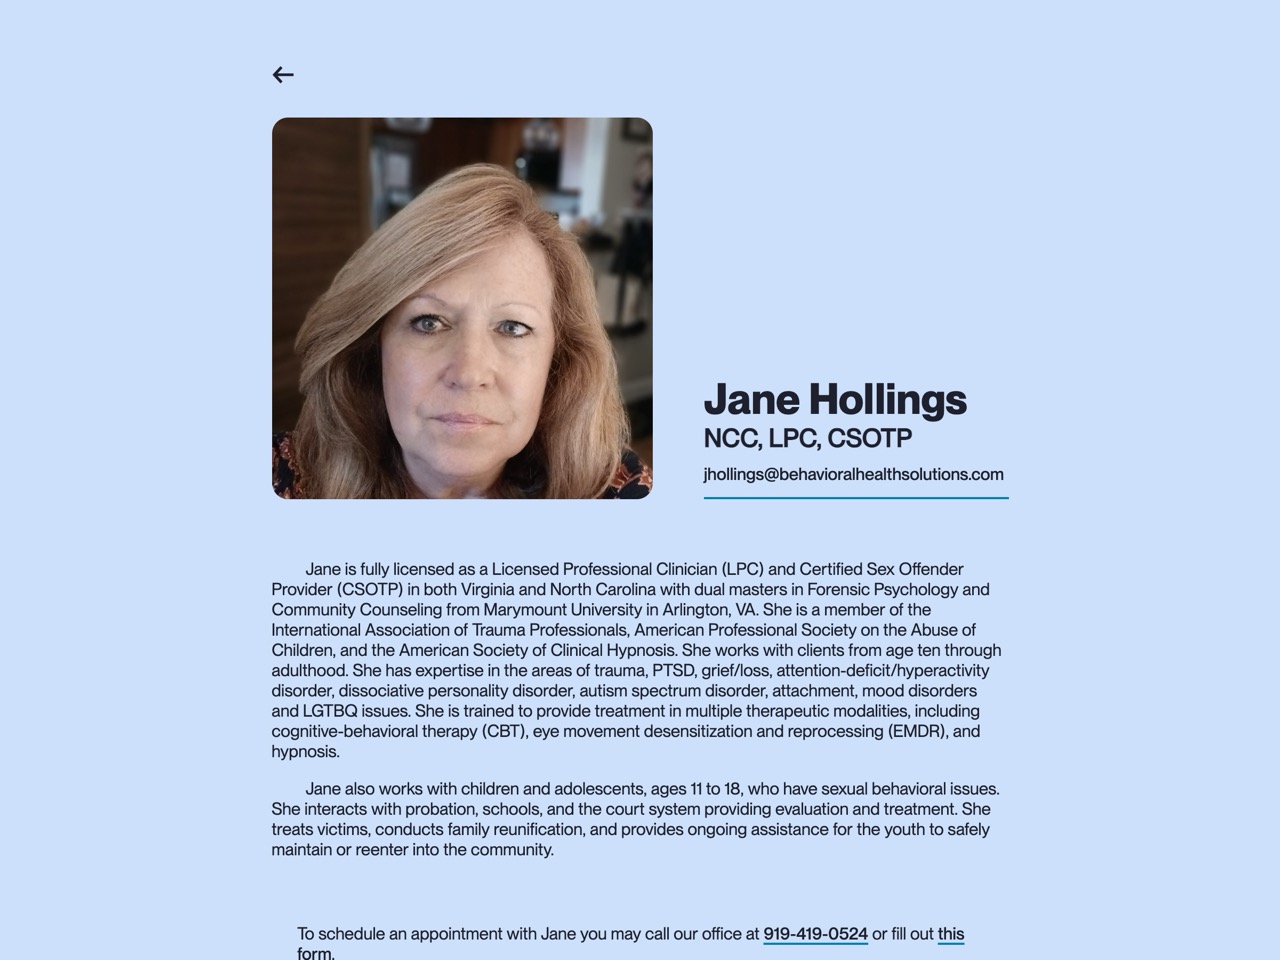 Jane Hollings
NCC, LPC, CSOTP
jhollings@behavioralhealthsolutions.com
Jane is fully licensed as a Licensed Professional Clinician (LPC) and Certified Sex Offender
Provider (CSOTP) in both Virginia and North Carolina with dual masters in Forensic Psychology and
Community Counseling from Marymount University in Arlington, VA. She is a member of the
International Association of Trauma Professionals, American Professional Society on the Abuse of
Children, and the American Society of Clinical Hypnosis. She works with clients from age ten through
adulthood. She has expertise in the areas of trauma, PTSD, grief/loss, attention-deficit/hyperactivity
disorder, dissociative personality disorder, autism spectrum disorder, attachment, mood disorders
and LGTBQ issues. She is trained to provide treatment in multiple therapeutic modalities, including
cognitive-behavioral therapy (CBT), eye movement desensitization and reprocessing (EMDR), and
hypnosis.
Jane also works with children and adolescents, ages 11 to 18, who have sexual behavioral issues.
She interacts with probation, schools, and the court system providing evaluation and treatment. She
treats victims, conducts family reunification, and provides ongoing assistance for the youth to safely
maintain or reenter into the community.
To schedule an appointment with Jane you may call our office at 919-419-0524 or fill out this
form.